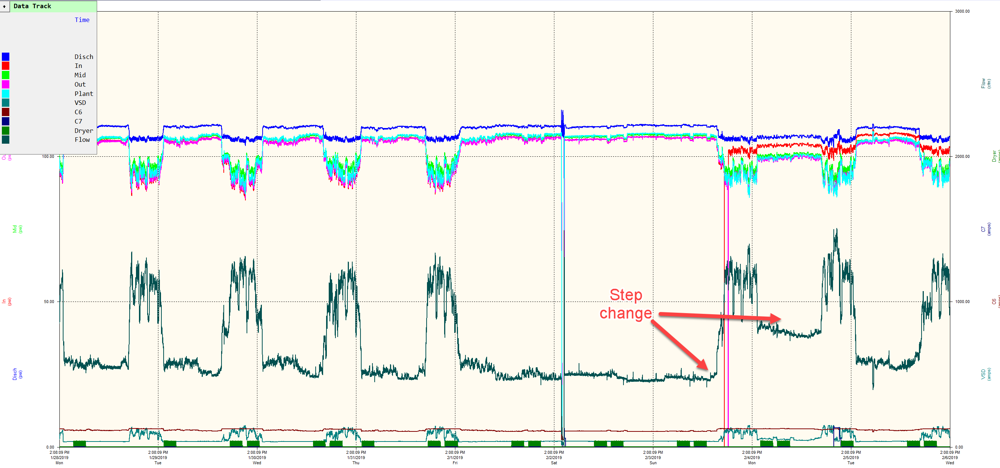 Data Track
Time
Disch
In
Mid
Out
Plant
VSD
C6
C7
Dryer
Flow
3000.00
2000.00
1000.00
0.00
100.00
50.00
0.00
(psi)
Mid
(psi)
In
(psi)
Disch
(psi)
Flow
(cfm)
Dryer
C7
(amps)
C6
VSD
(amps)
Step
change
2:08:09 PM 2:08:09 PM 2:08:09 PM 2:08:09 PM 2:08:09 PM 2:08:09 PM 2:08:09 PM 2:08:09 PM 2:08:09 PM 2:08:09 PM
1/28/2019 1/29/2019 1/30/2019 1/31/2019 2/1/2019 2/2/2019 2/3/2019 2/4/2019 2/5/2019 2/6/2019
Mon Tue Wed Thu Fri Sat Sun Mon Tue Wed